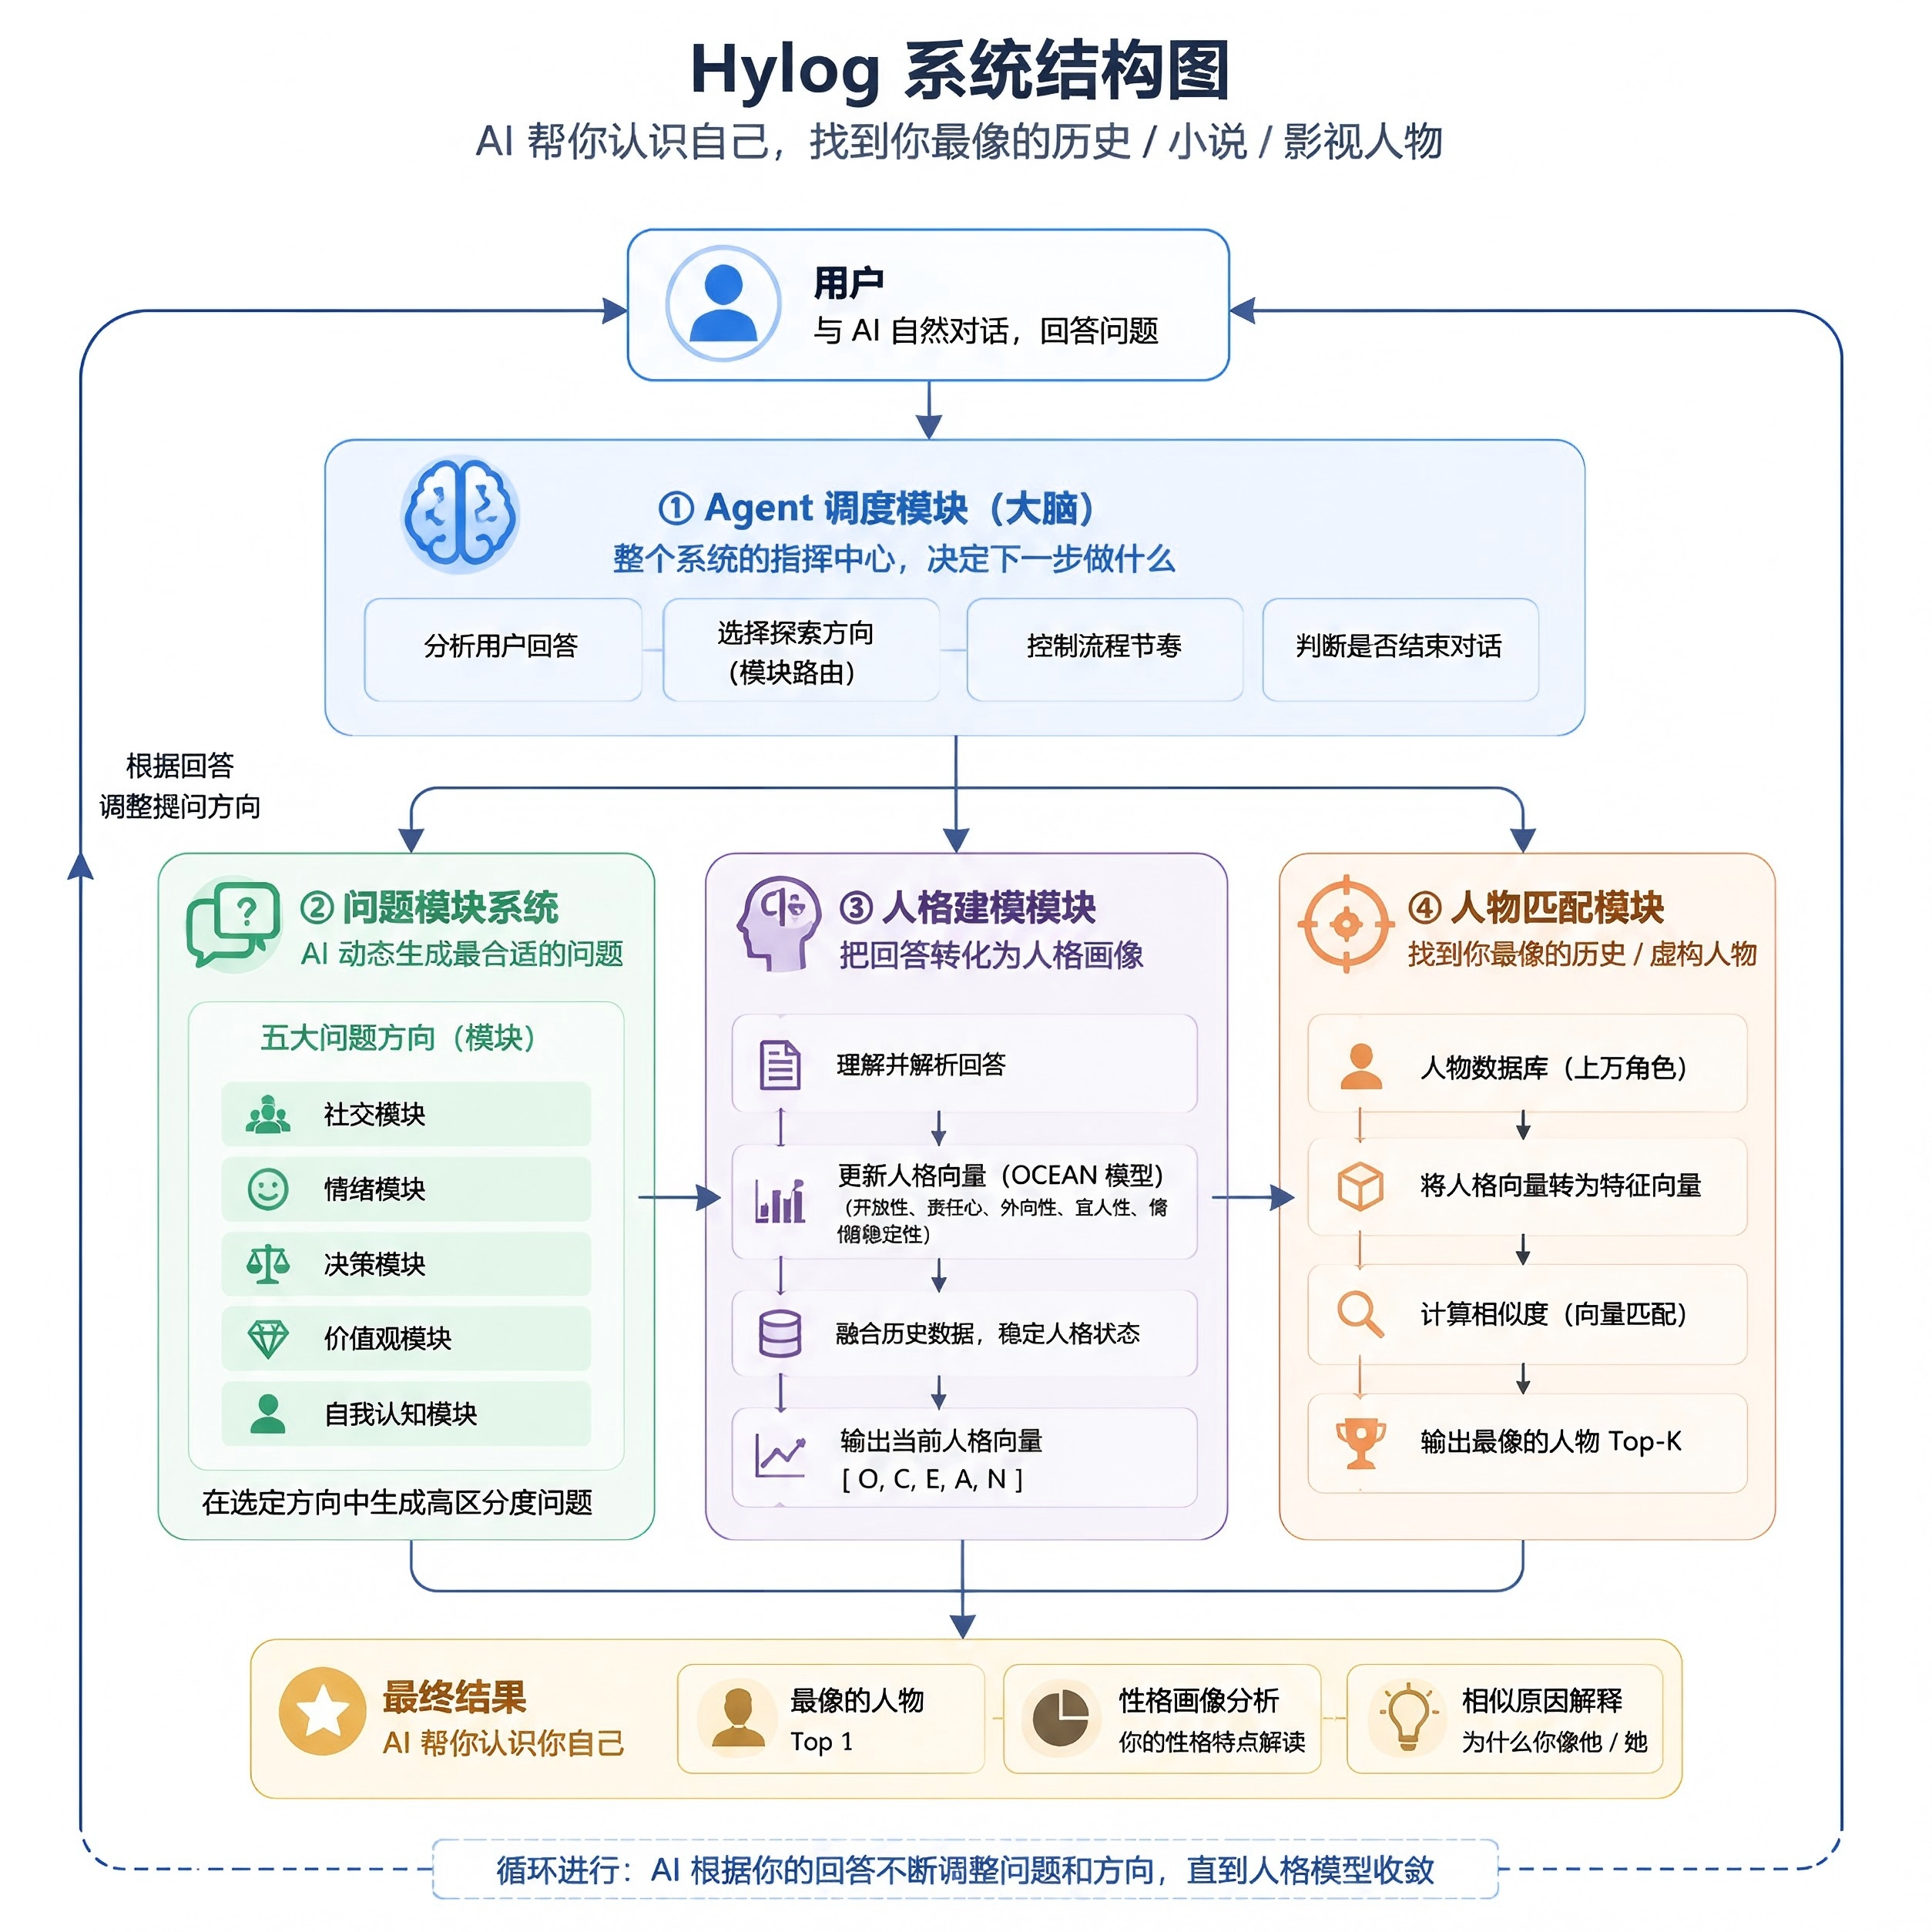 Hylog 系统结构图
AI 帮你认识自己，找到你最像的历史 / 小说 / 影视人物
用户
与 AI 自然对话，回答问题
① Agent 调度模块（大脑）
整个系统的指挥中心，决定下一步做什么
分析用户回答
选择探索方向
（模块路由）
控制流程节
判断是否结束对话
根据回答
调整提问方向
② 问题模块系统
AI 动态生成最合适的问题
五大问题方向（模块）
社交模块
情绪模块
决策模块
价值观模块
自我认知模块
在选定方向中生成高区分度问题
③ 人格建模模块
把回答转化为人格画像
理解并解析回答
更新人格向量（OCEAN 模型）
（开放性、责任心、外向性、宜人性、
定性）
融合历史数据，稳定人格状态
输出当前人格向量
[ O, C, E, A, N ]
④ 人物匹配模块
找到你最像的历史 / 虚构人物
人物数据库（上万角色）
将人格向量转为特征向量
计算相似度（向量匹配）
输出最像的人物 Top-K
最终结果
AI 帮你认识你自己
最像的人物
Top 1
性格画像分析
你的性格特点解读
相似原因解释
为什么你像他 / 她
循环进行：AI 根据你的回答不断调整问题和方向，直到人格模型收敛